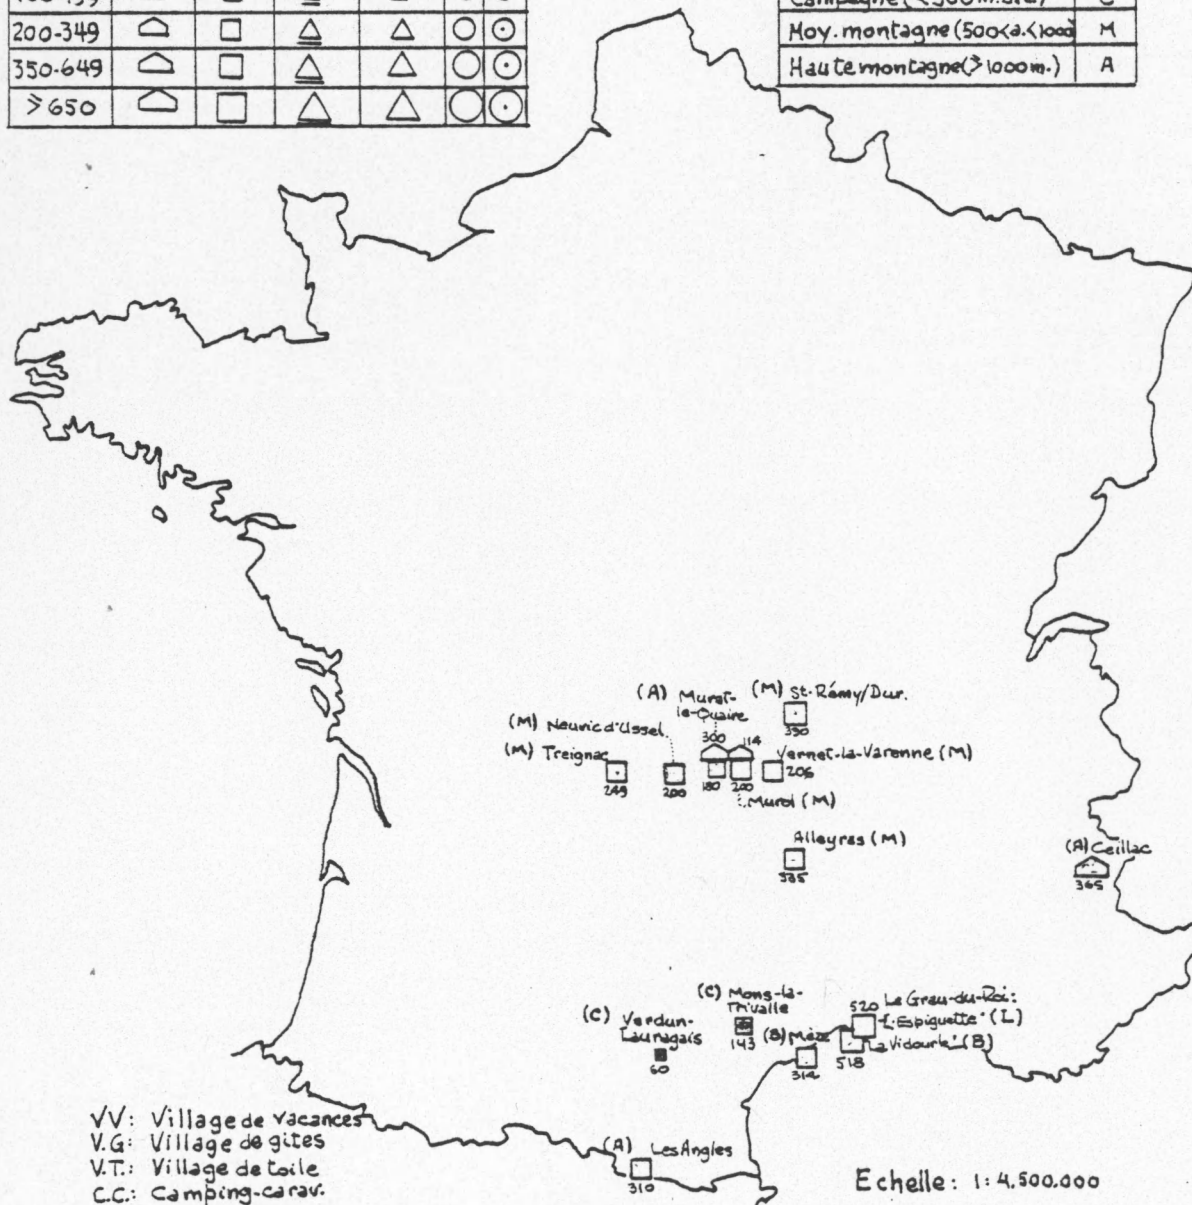 200-349
350-649
⩾ 650
Moy. montagne (500<a.<1000 M
Haute montagne (⩾ 1000 m.) A
(A) Murat-
le-Quaire
300
114
(M) St. Rémy/Dur.
390
(M) Neuvic d'Ussel
(M) Treignac
249
200
180
200
Vernet-la-Varenne (M)
206
Murol (M)
Alleyras (M)
335
(A) Ceillac
365
(C) Mons-la-
Trivalle
143
(C) Verdun-
Lauragais
60
(B) Mèze
314
520 Le Grau-du-Roi:
"L'Espiguette" (L)
"La Vidourle" (B)
518
(A) Les Angles
310
VV: Village de vacances
V.G: Village de gites
V.T.: Village de toile
C.C.: Camping-carav.
Echelle: 1: 4.500.000